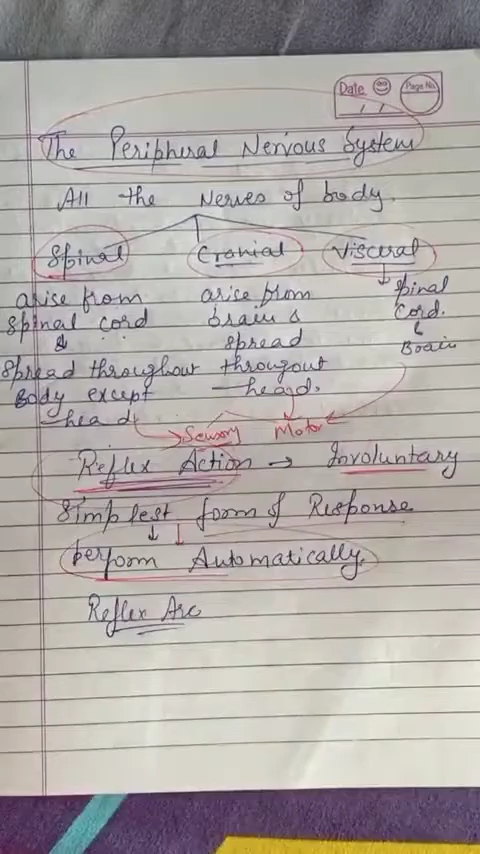 Date
Page No.
The Peripheral Nervous System
All the Nerves of body.
Spinal Cranial Visceral
arise from
spinal cord
&
Spread throughout
Body except
head
arise from
brain &
spread
througout
head.
Spinal
Cord.
&
Brain
Sensory Motor
Reflex Action → Involuntary
Simplest form of Response
perform Automatically.
Reflex Arc